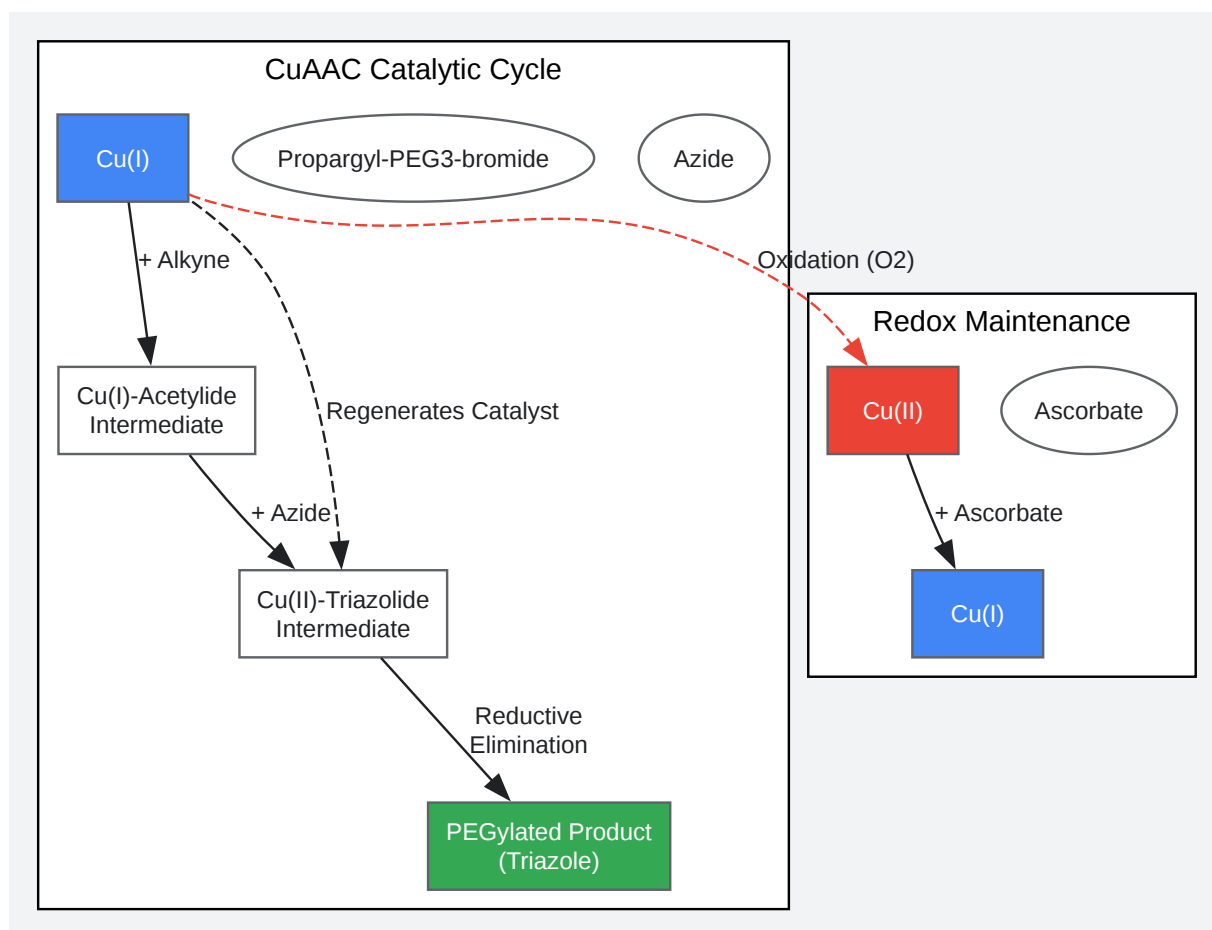 CuAAC Catalytic Cycle
Cu(I)
Propargyl-PEG3-bromide
Azide
+ Alkyne
Oxidation (O2)
Redox Maintenance
Cu(I)-Acetylide
Intermediate
Regenerates Catalyst
Cu(II)
Ascorbate
+ Azide
+ Ascorbate
Cu(II)-Triazolide
Intermediate
Cu(I)
Reductive
Elimination
PEGylated Product
(Triazole)